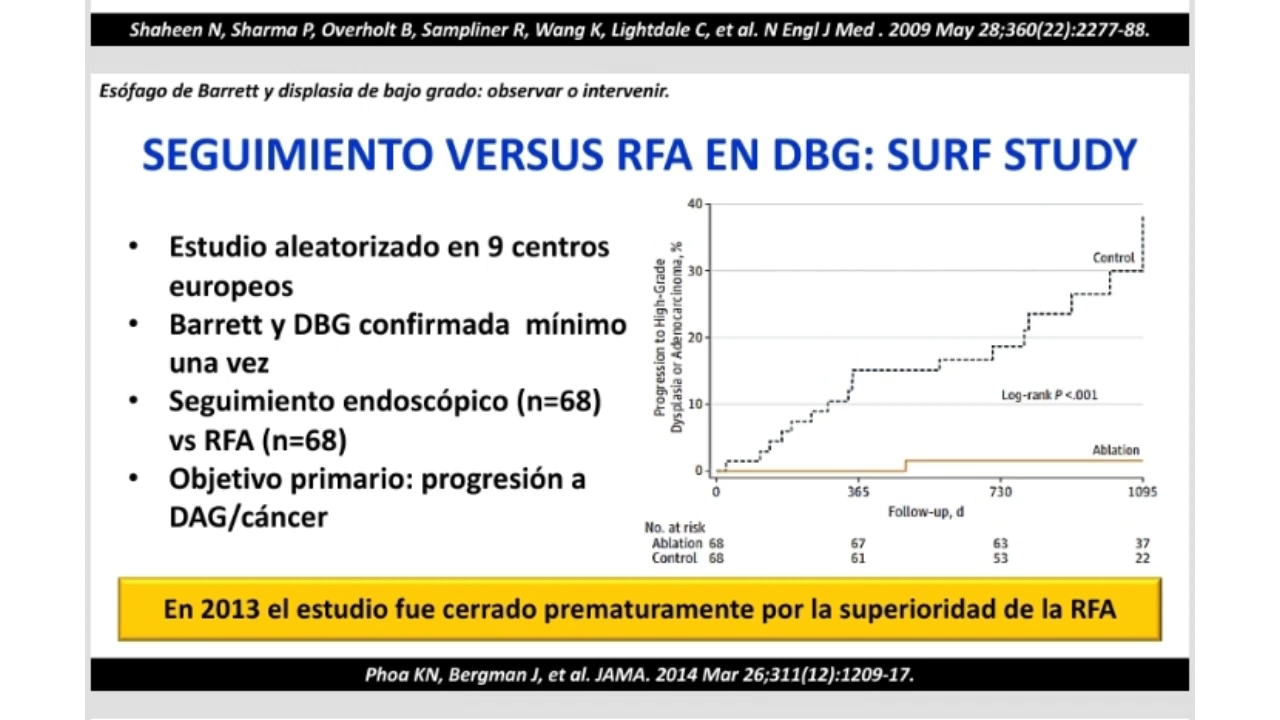 Shaheen N, Sharma P, Overholt B, Sampliner R, Wang K, Lightdale C, et al. N Engl J Med . 2009 May 28;360(22):2277-88.
Esófago de Barrett y displasia de bajo grado: observar o intervenir.
SEGUIMIENTO VERSUS RFA EN DBG: SURF STUDY
• Estudio aleatorizado en 9 centros
europeos
• Barrett y DBG confirmada mínimo
una vez
• Seguimiento endoscópico (n=68)
vs RFA (n=68)
• Objetivo primario: progresión a
DAG/cáncer
Progression to High-Grade
Dysplasia or Adenocarcinoma, %
40
30
20
10
0
Control
Log-rank P <.001
Ablation
0 365 730 1095
Follow-up, d
No. at risk
Ablation 68 67 63 37
Control 68 61 53 22
En 2013 el estudio fue cerrado prematuramente por la superioridad de la RFA
Phoa KN, Bergman J, et al. JAMA. 2014 Mar 26;311(12):1209-17.